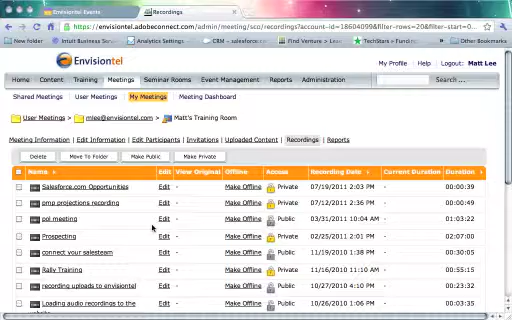 Envisiontel Events
Recordings
https://envisiontel.adobeconnect.com/admin/meeting/sco/recordings?account-id=18604099&filter-rows=20&filter-start=0...
New folder
Intuit Business Servi...
Analytics Settings
CRM - salesforce....
Find Venture > Lear...
TechStars » Funding...
Other Bookmarks
Envisiontel
My Profile | Help | Logout: Matt Lee
Home Content Training Meetings Seminar Rooms Event Management Reports Administration Search ...
Shared Meetings User Meetings My Meetings Meeting Dashboard
User Meetings > mlee@envisiontel.com > Matt's Training Room
Meeting Information | Edit Information | Edit Participants | Invitations | Uploaded Content | Recordings | Reports
Delete Move To Folder Make Public Make Private
Name Edit View Original Offline Access Recording Date Current Duration Duration
Salesforce.com Opportunities Edit - Make Offline Private 07/19/2011 2:03 PM - 00:00:39
pmp projections recording Edit - Make Offline Private 07/12/2011 2:36 PM - 00:00:49
pol meeting Edit - Make Offline Public 03/31/2011 10:04 AM - 01:03:22
Prospecting Edit - Make Offline Private 02/25/2011 2:01 PM - 02:07:00
connect your salesteam Edit - Make Offline Public 11/19/2010 1:38 PM - 00:30:05
Rally Training Edit - Make Offline Private 11/16/2010 11:10 AM - 00:55:15
recording uploads to envisiontel Edit - Make Offline Public 10/27/2010 4:10 PM - 00:23:32
Loading audio recordings to the Edit - Make Offline Public 10/26/2010 1:06 PM - 00:03:35